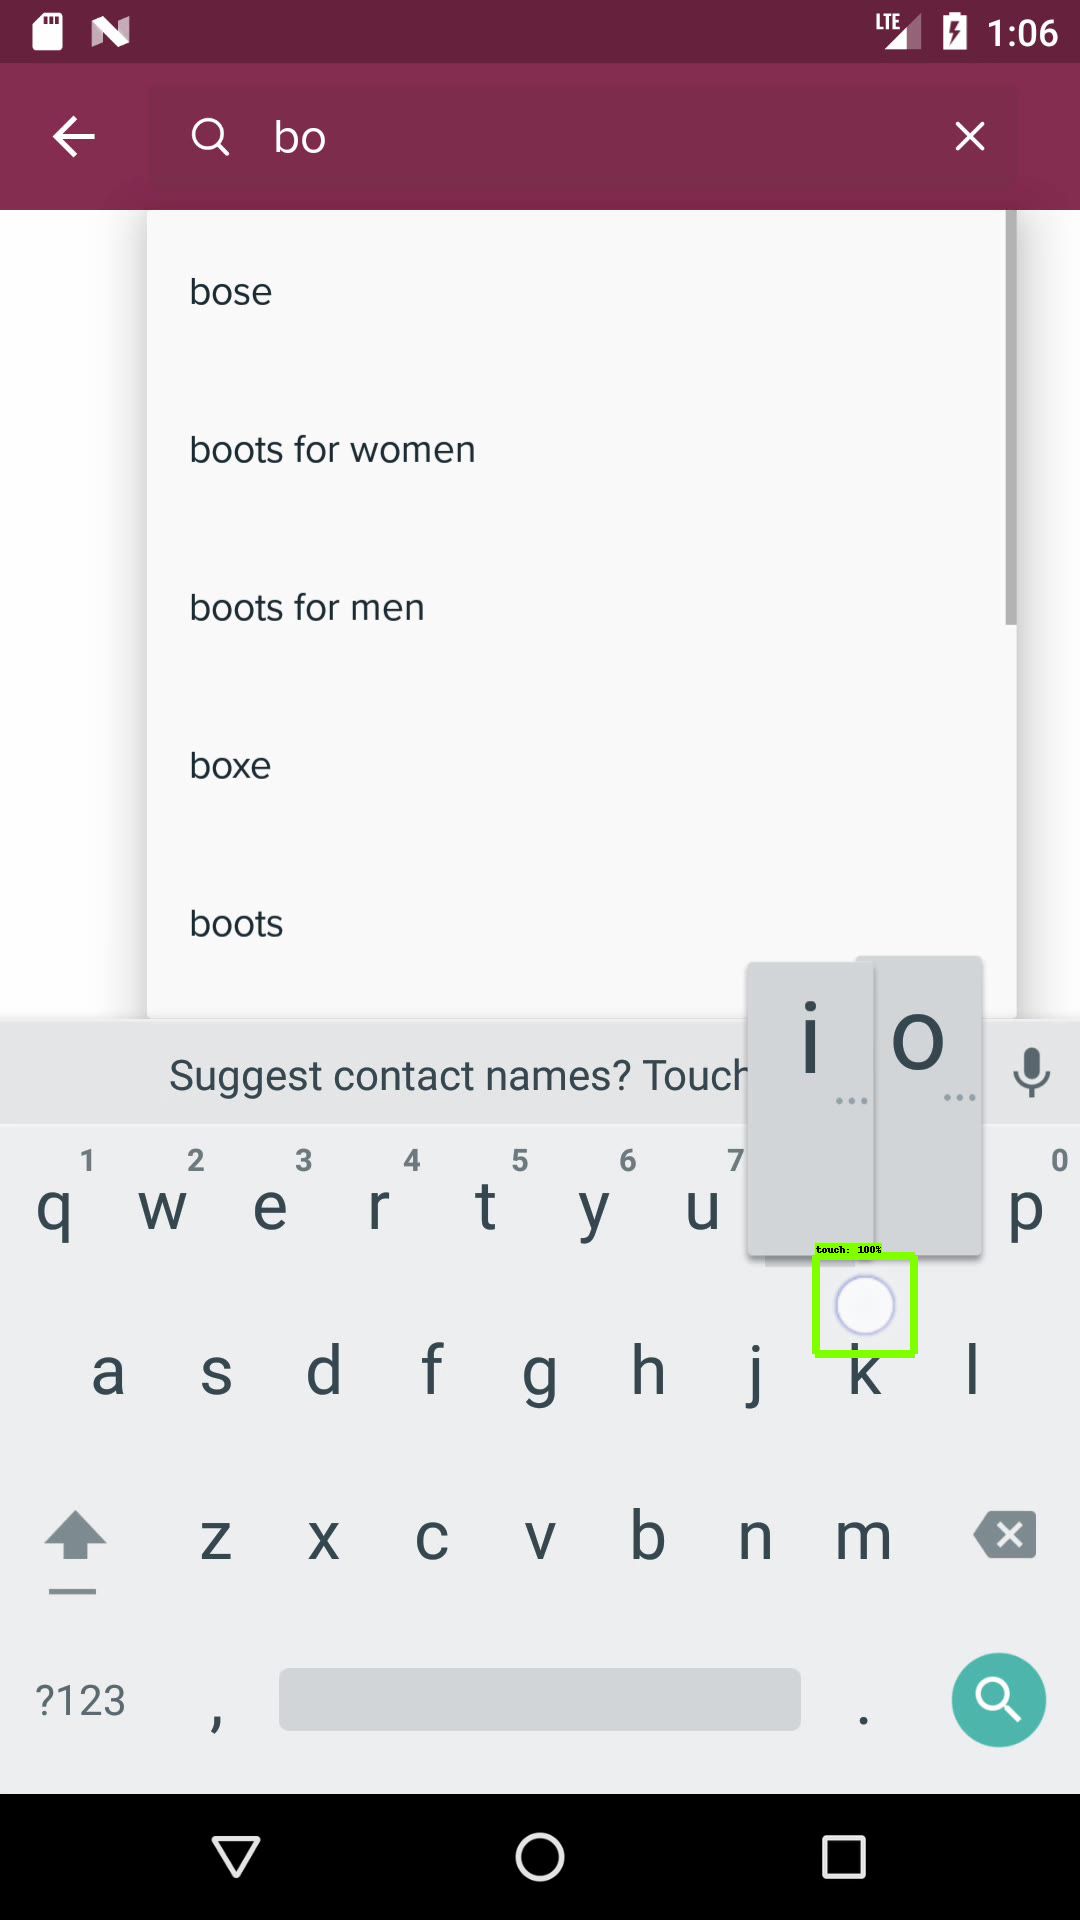 LTE 1:06
bo
bose
boots for women
boots for men
boxe
boots
i o
Suggest contact names? Touch
1 2 3 4 5 6 7 0
q w e r t y u p
touch: 100%
a s d f g h j k l
z x c v b n m
?123 , .